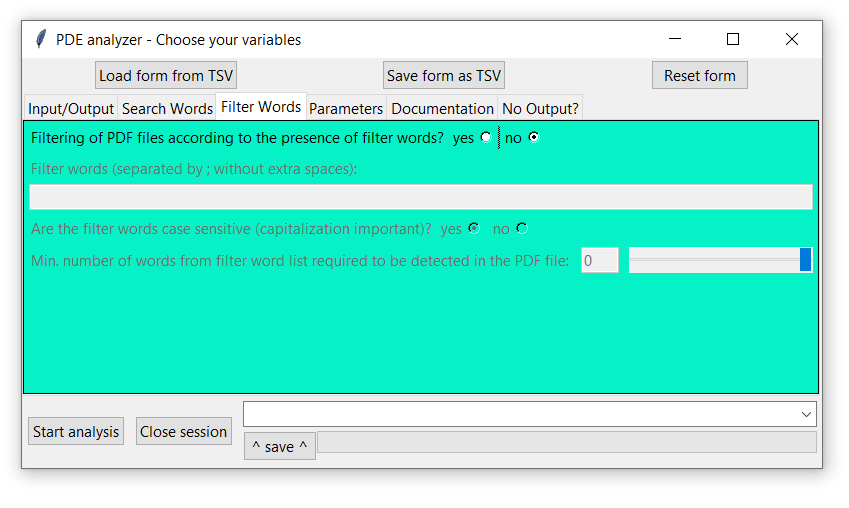 PDE analyzer - Choose your variables
Load form from TSV Save form as TSV Reset form
Input/Output Search Words Filter Words Parameters Documentation No Output?
Filtering of PDF files according to the presence of filter words? yes no
Filter words (separated by ; without extra spaces):
Are the filter words case sensitive (capitalization important)? yes no
Min. number of words from filter word list required to be detected in the PDF file: 0
Start analysis Close session
^ save ^